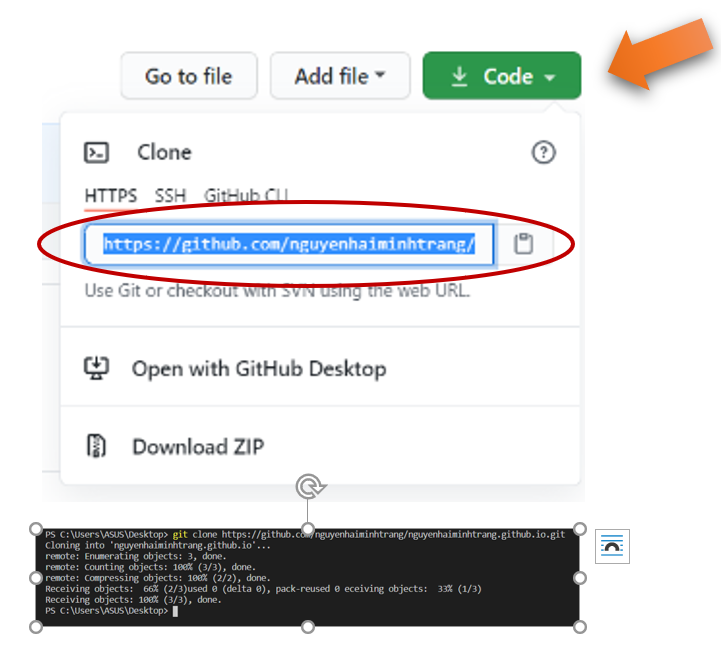 Go to file Add file Code
Clone
HTTPS SSH GitHub CLI
https://github.com/nguyenhaiminhtrang/
Use Git or checkout with SVN using the web URL.
Open with GitHub Desktop
Download ZIP
PS C:\Users\ASUS\Desktop> git clone https://github.com/nguyenhaiminhtrang/nguyenhaiminhtrang.github.io.git
Cloning into 'nguyenhaiminhtrang.github.io'...
remote: Enumerating objects: 3, done.
remote: Counting objects: 100% (3/3), done.
remote: Compressing objects: 100% (2/2), done.
Receiving objects:  66% (2/3)used 0 (delta 0), pack-reused 0 eceiving objects:  33% (1/3)
Receiving objects: 100% (3/3), done.
PS C:\Users\ASUS\Desktop>